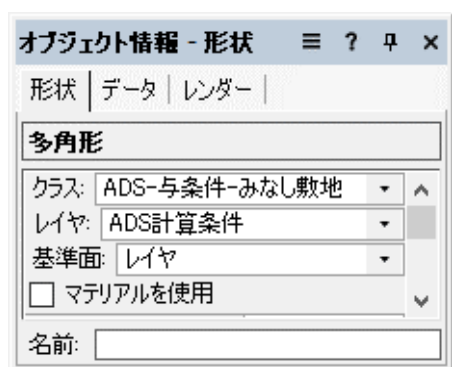 オブジェクト情報 - 形状 ≡ ? ×
形状 データ レンダー
多角形
クラス: ADS-与条件-みなし敷地
レイヤ: ADS計算条件
基準面: レイヤ
マテリアルを使用
名前: